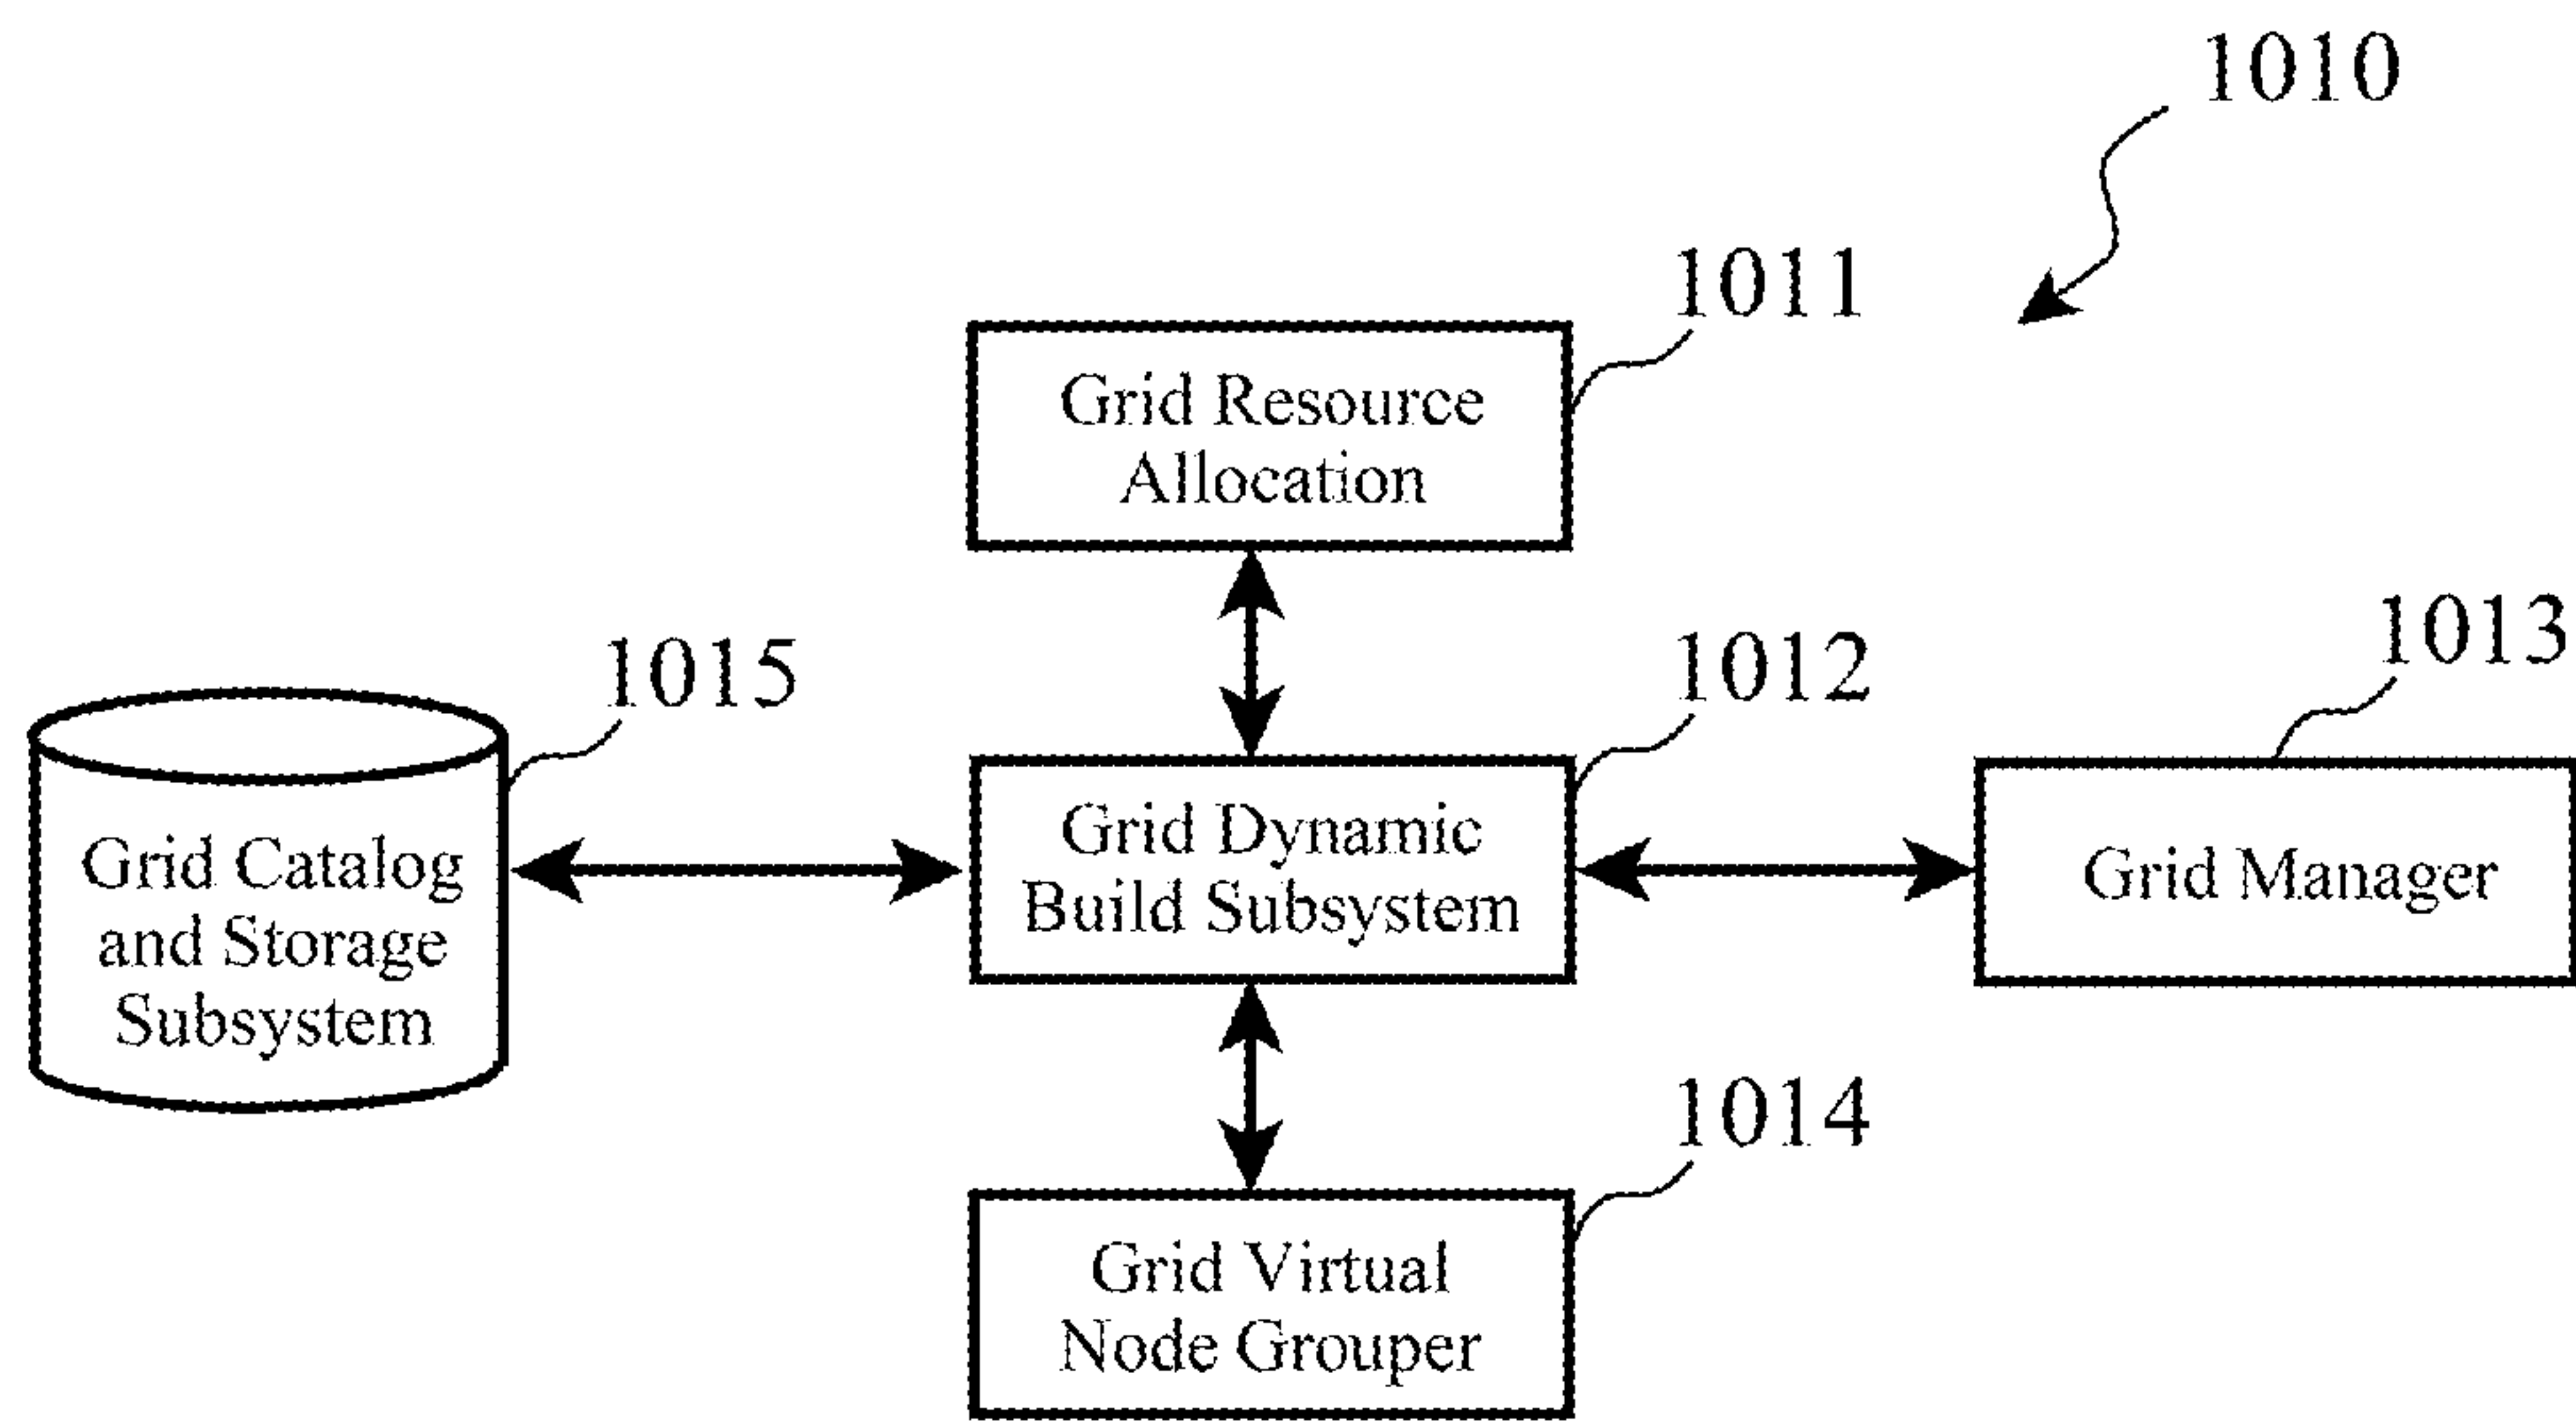 1010
1011
Grid Resource
Allocation
1015
1012
1013
Grid Catalog
and Storage
Subsystem
Grid Dynamic
Build Subsystem
Grid Manager
1014
Grid Virtual
Node Grouper